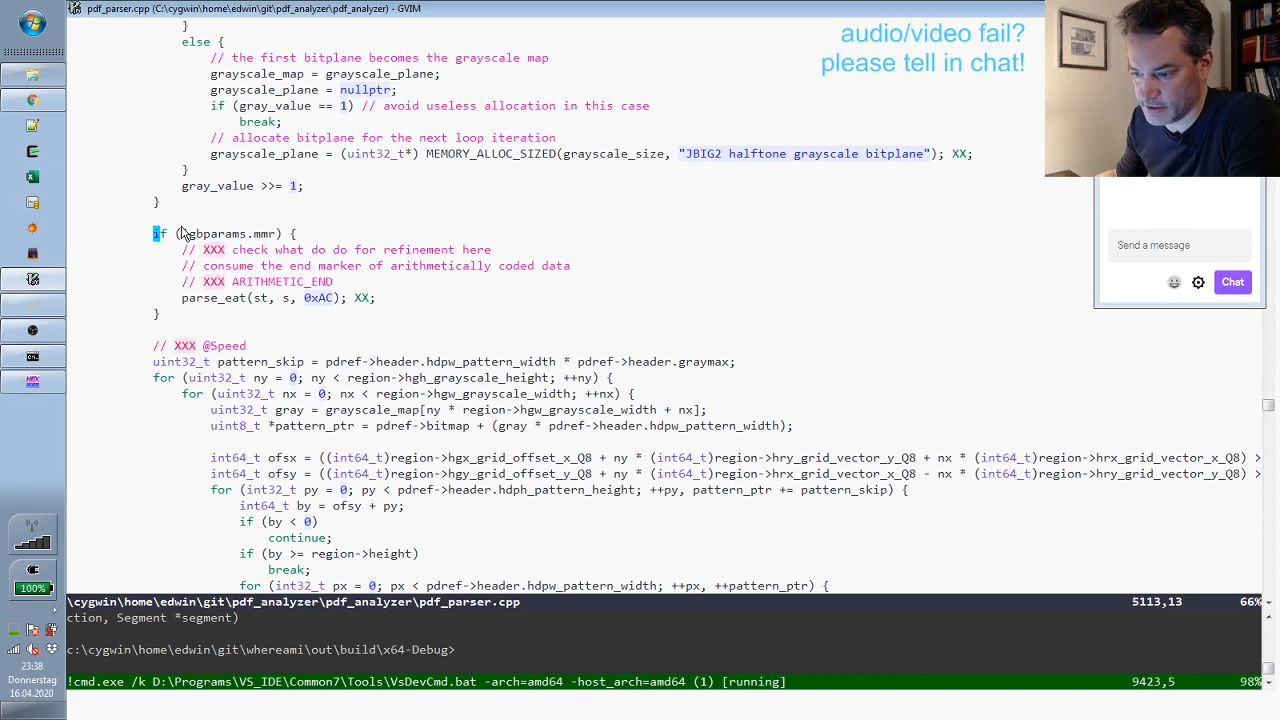 pdf_parser.cpp (C:\cygwin\home\edwin\git\pdf_analyzer\pdf_analyzer) - GVIM
}
else {
// the first bitplane becomes the grayscale map
grayscale_map = grayscale_plane;
grayscale_plane = nullptr;
if (gray_value == 1) // avoid useless allocation in this case
break;
// allocate bitplane for the next loop iteration
grayscale_plane = (uint32_t*) MEMORY_ALLOC_SIZED(grayscale_size, "JBIG2 halftone grayscale bitplane"); XX;
}
gray_value >>= 1;
}
if (gbparams.mmr) {
// XXX check what do do for refinement here
// consume the end marker of arithmetically coded data
// XXX ARITHMETIC_END
parse_eat(st, s, 0xAC); XX;
}
// XXX @Speed
uint32_t pattern_skip = pdref->header.hdpw_pattern_width * pdref->header.graymax;
for (uint32_t ny = 0; ny < region->hgh_grayscale_height; ++ny) {
for (uint32_t nx = 0; nx < region->hgw_grayscale_width; ++nx) {
uint32_t gray = grayscale_map[ny * region->hgw_grayscale_width + nx];
uint8_t *pattern_ptr = pdref->bitmap + (gray * pdref->header.hdpw_pattern_width);
int64_t ofsx = ((int64_t)region->hgx_grid_offset_x_Q8 + ny * (int64_t)region->hry_grid_vector_y_Q8 + nx * (int64_t)region->hrx_grid_vector_x_Q8) >
int64_t ofsy = ((int64_t)region->hgy_grid_offset_y_Q8 + ny * (int64_t)region->hrx_grid_vector_x_Q8 - nx * (int64_t)region->hry_grid_vector_y_Q8) >
for (int32_t py = 0; py < pdref->header.hdph_pattern_height; ++py, pattern_ptr += pattern_skip) {
int64_t by = ofsy + py;
if (by < 0)
continue;
if (by >= region->height)
break;
for (int32_t px = 0; px < pdref->header.hdpw_pattern_width; ++px, ++pattern_ptr) {
\cygwin\home\edwin\git\pdf_analyzer\pdf_analyzer\pdf_parser.cpp 5113,13 66%
ction, Segment *segment)
c:\cygwin\home\edwin\git\whereami\out\build\x64-Debug>
!cmd.exe /k D:\Programs\VS_IDE\Common7\Tools\VsDevCmd.bat -arch=amd64 -host_arch=amd64 (1) [running] 9423,5 98%
audio/video fail?
please tell in chat!
Send a message
Chat
HEX
100%
23:38
Donnerstag
16.04.2020